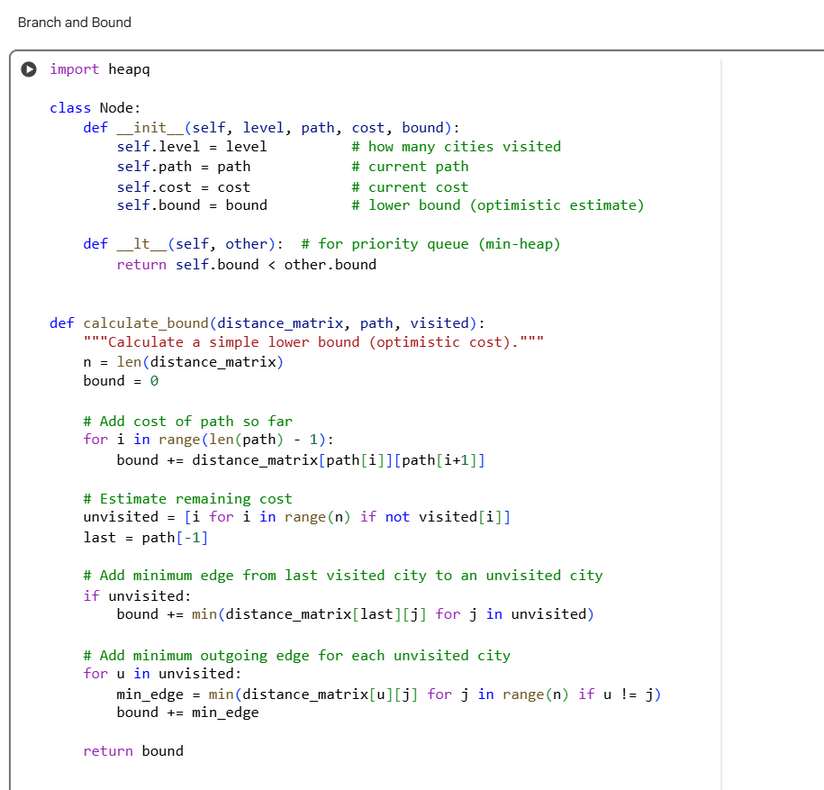 Branch and Bound
import heapq
class Node:
    def __init__(self, level, path, cost, bound):
        self.level = level          # how many cities visited
        self.path = path            # current path
        self.cost = cost            # current cost
        self.bound = bound          # lower bound (optimistic estimate)
    def __lt__(self, other):  # for priority queue (min-heap)
        return self.bound < other.bound
def calculate_bound(distance_matrix, path, visited):
    """Calculate a simple lower bound (optimistic cost)."""
    n = len(distance_matrix)
    bound = 0
    # Add cost of path so far
    for i in range(len(path) - 1):
        bound += distance_matrix[path[i]][path[i+1]]
    # Estimate remaining cost
    unvisited = [i for i in range(n) if not visited[i]]
    last = path[-1]
    # Add minimum edge from last visited city to an unvisited city
    if unvisited:
        bound += min(distance_matrix[last][j] for j in unvisited)
    # Add minimum outgoing edge for each unvisited city
    for u in unvisited:
        min_edge = min(distance_matrix[u][j] for j in range(n) if u != j)
        bound += min_edge
    return bound